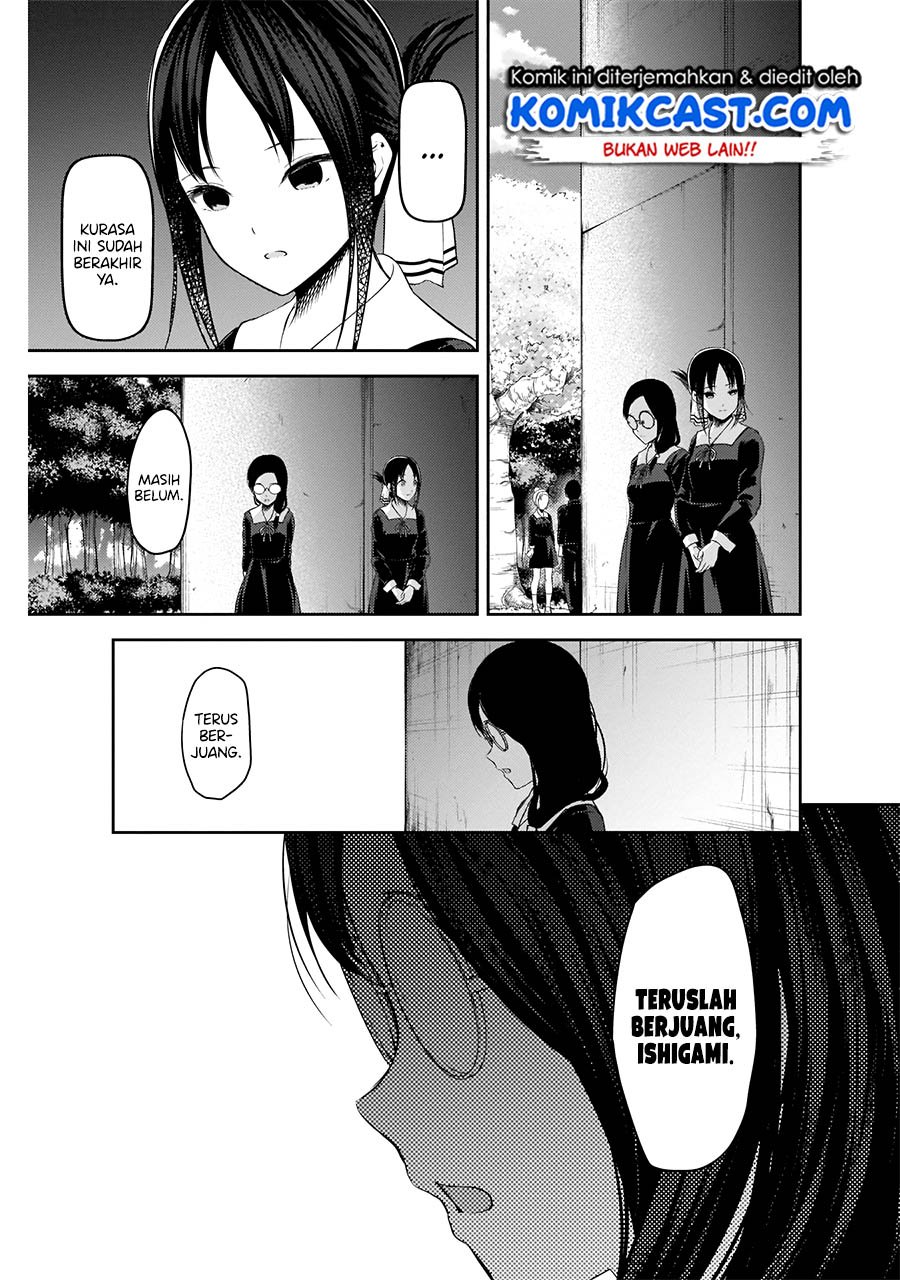 Komik ini diterjemahkan & diedit oleh
KOMIKCAST.COM
BUKAN WEB LAIN!!
...
KURASA
INI SUDAH
BERAKHIR
YA.
MASIH
BELUM.
TERUS
BER-
JUANG.
TERUSLAH
BERJUANG,
ISHIGAMI.